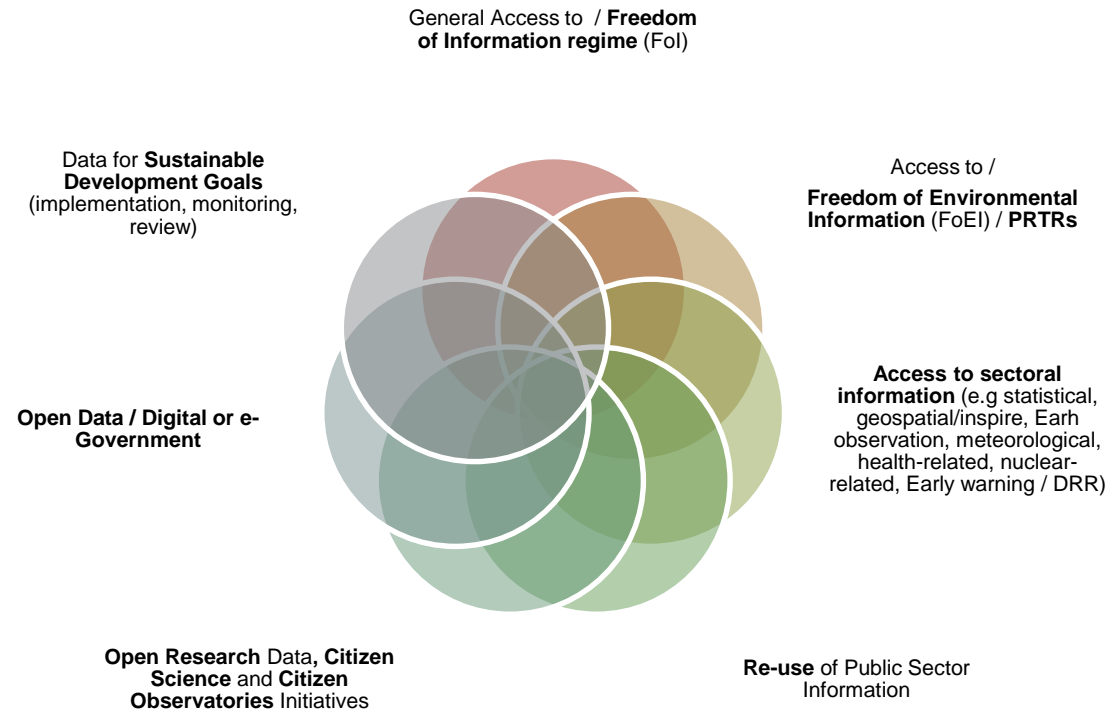 General Access to / Freedom
of Information regime (FoI)
Data for Sustainable
Development Goals
(implementation, monitoring,
review)
Access to /
Freedom of Environmental
Information (FoEI) / PRTRs
Open Data / Digital or e-
Government
Access to sectoral
information (e.g statistical,
geospatial/inspire, Earh
observation, meteorological,
health-related, nuclear-
related, Early warning / DRR)
Open Research Data, Citizen
Science and Citizen
Observatories Initiatives
Re-use of Public Sector
Information